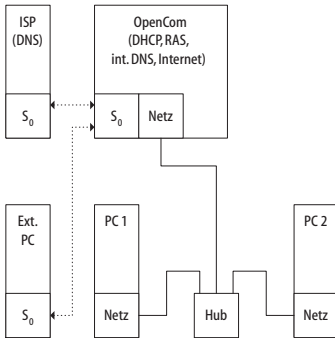 ISP
(DNS)
OpenCom
(DHCP, RAS,
int. DNS, Internet)
S0
S0
Netz
Ext.
PC
PC 1
PC 2
S0
Netz
Hub
Netz